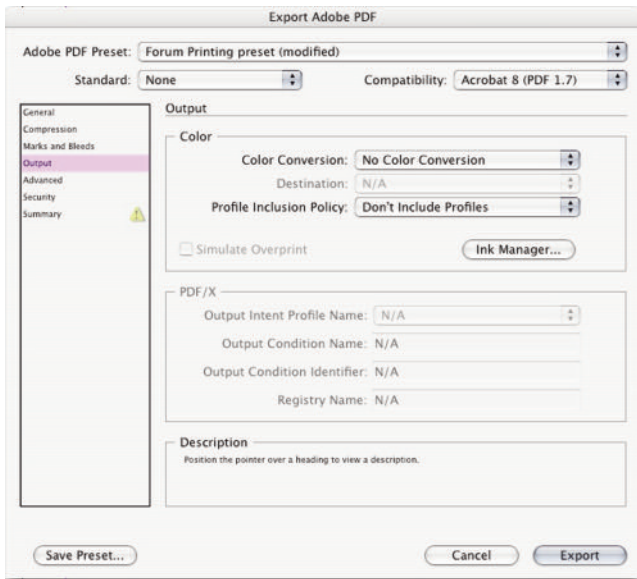 Export Adobe PDF
Adobe PDF Preset: Forum Printing preset (modified)
Standard: None Compatibility: Acrobat 8 (PDF 1.7)
General
Compression
Marks and Bleeds
Output
Advanced
Security
Summary
Output
Color
Color Conversion: No Color Conversion
Destination: N/A
Profile Inclusion Policy: Don't Include Profiles
Simulate Overprint Ink Manager...
PDF/X
Output Intent Profile Name: N/A
Output Condition Name: N/A
Output Condition Identifier: N/A
Registry Name: N/A
Description
Position the pointer over a heading to view a description.
Save Preset... Cancel Export